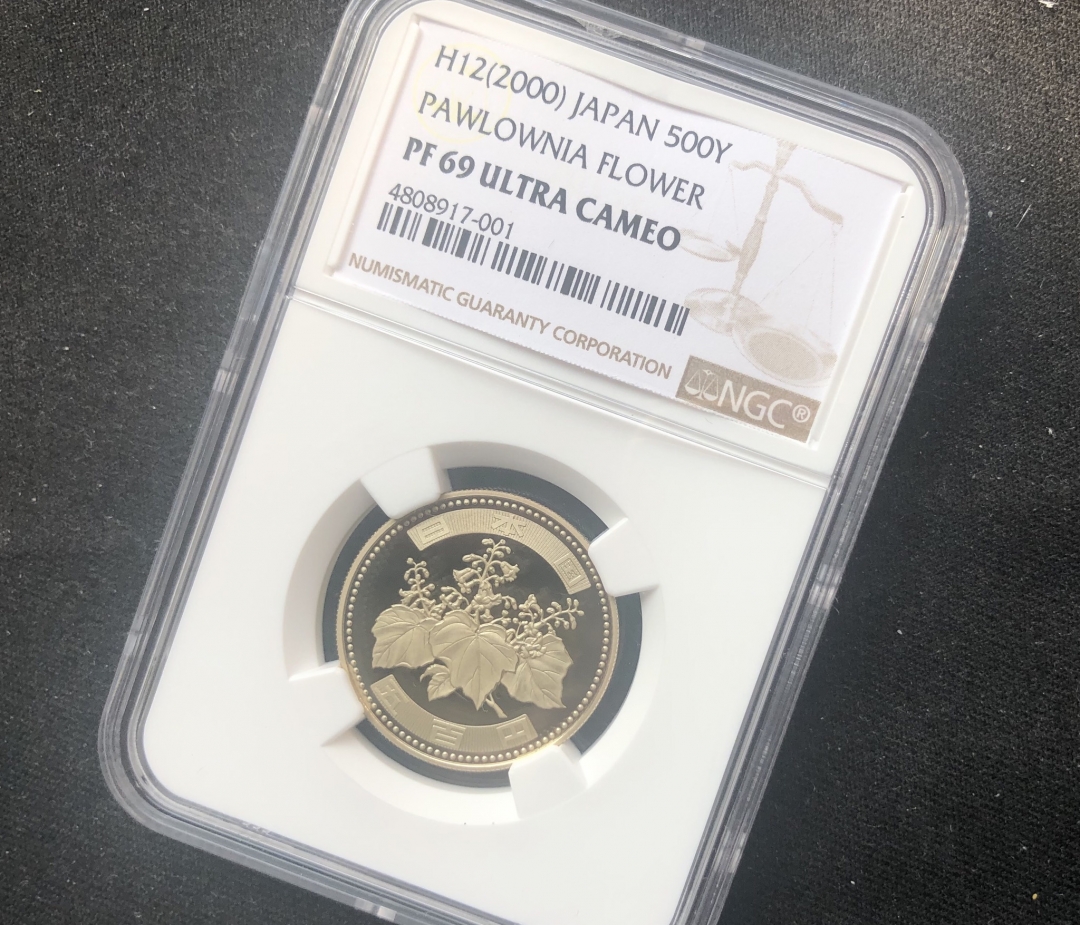 H12(2000) JAPAN 500Y
PAWLOWNIA FLOWER
PF 69 ULTRA CAMEO
4808917-001
NUMISMATIC GUARANTY CORPORATION
NGC®
日本国
五百円